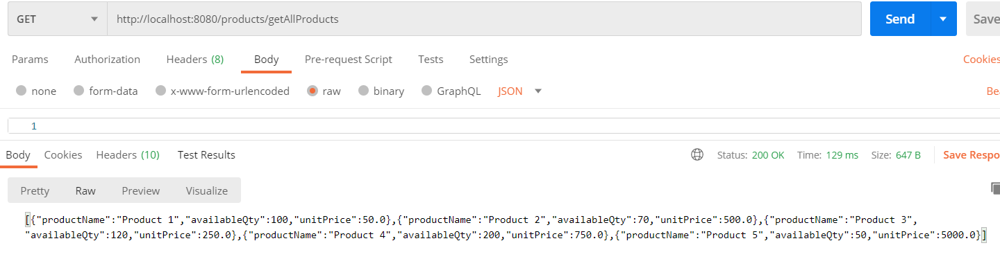 GET http://localhost:8080/products/getAllProducts Send Save
Params Authorization Headers (8) Body Pre-request Script Tests Settings Cookies
none form-data x-www-form-urlencoded raw binary GraphQL JSON Be
1
Body Cookies Headers (10) Test Results Status: 200 OK Time: 129 ms Size: 647 B Save Respo
Pretty Raw Preview Visualize
[{"productName":"Product 1","availableQty":100,"unitPrice":50.0},{"productName":"Product 2","availableQty":70,"unitPrice":500.0},{"productName":"Product 3",
"availableQty":120,"unitPrice":250.0},{"productName":"Product 4","availableQty":200,"unitPrice":750.0},{"productName":"Product 5","availableQty":50,"unitPrice":5000.0}]